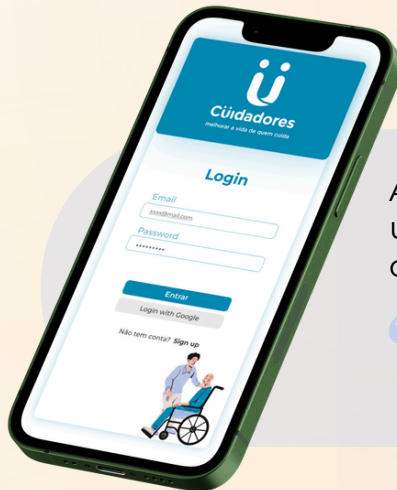 Cüidadores
melhorar a vida de quem cuida
Login
Email
xxxx@mail.com
Password
•••••••••
Entrar
Login with Google
Não tem conta? Sign up